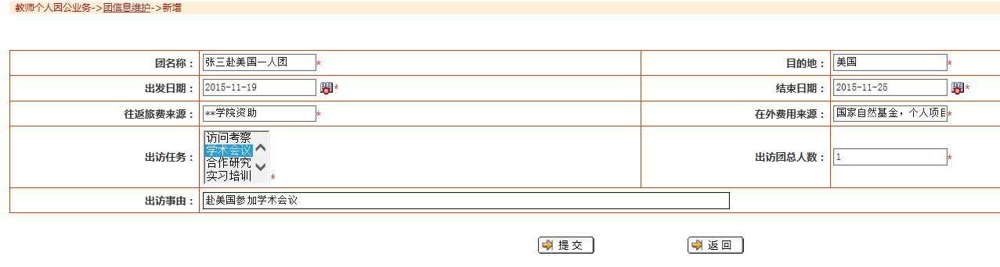 教师个人因公业务->团信息维护->新增
团名称： 张三赴美国一人团* 目的地： 美国*
出发日期： 2015-11-19* 结束日期： 2015-11-25*
往返旅费来源： **学院资助* 在外费用来源： 国家自然基金，个人项目*
访问考察
出访任务： 学术会议 出访团总人数： 1*
合作研究
实习培训*
出访事由： 赴美国参加学术会议
提交 返回